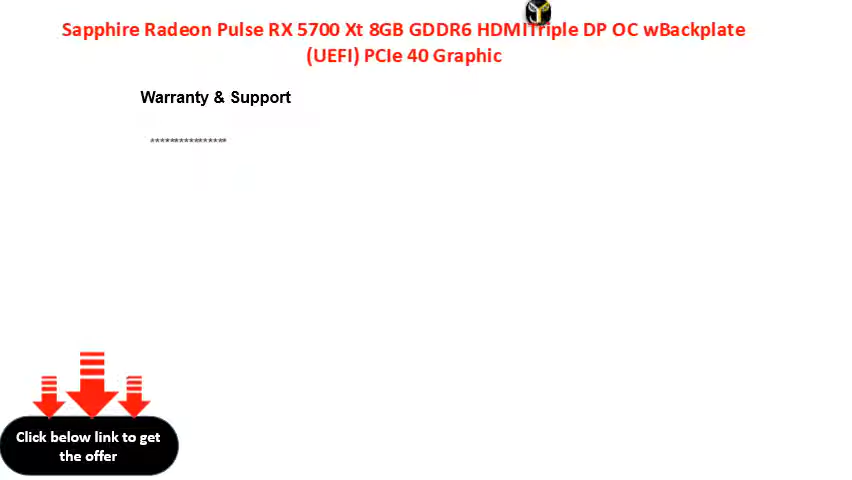 Sapphire Radeon Pulse RX 5700 Xt 8GB GDDR6 HDMITriple DP OC wBackplate
(UEFI) PCIe 40 Graphic
Warranty & Support
****************
Click below link to get
the offer